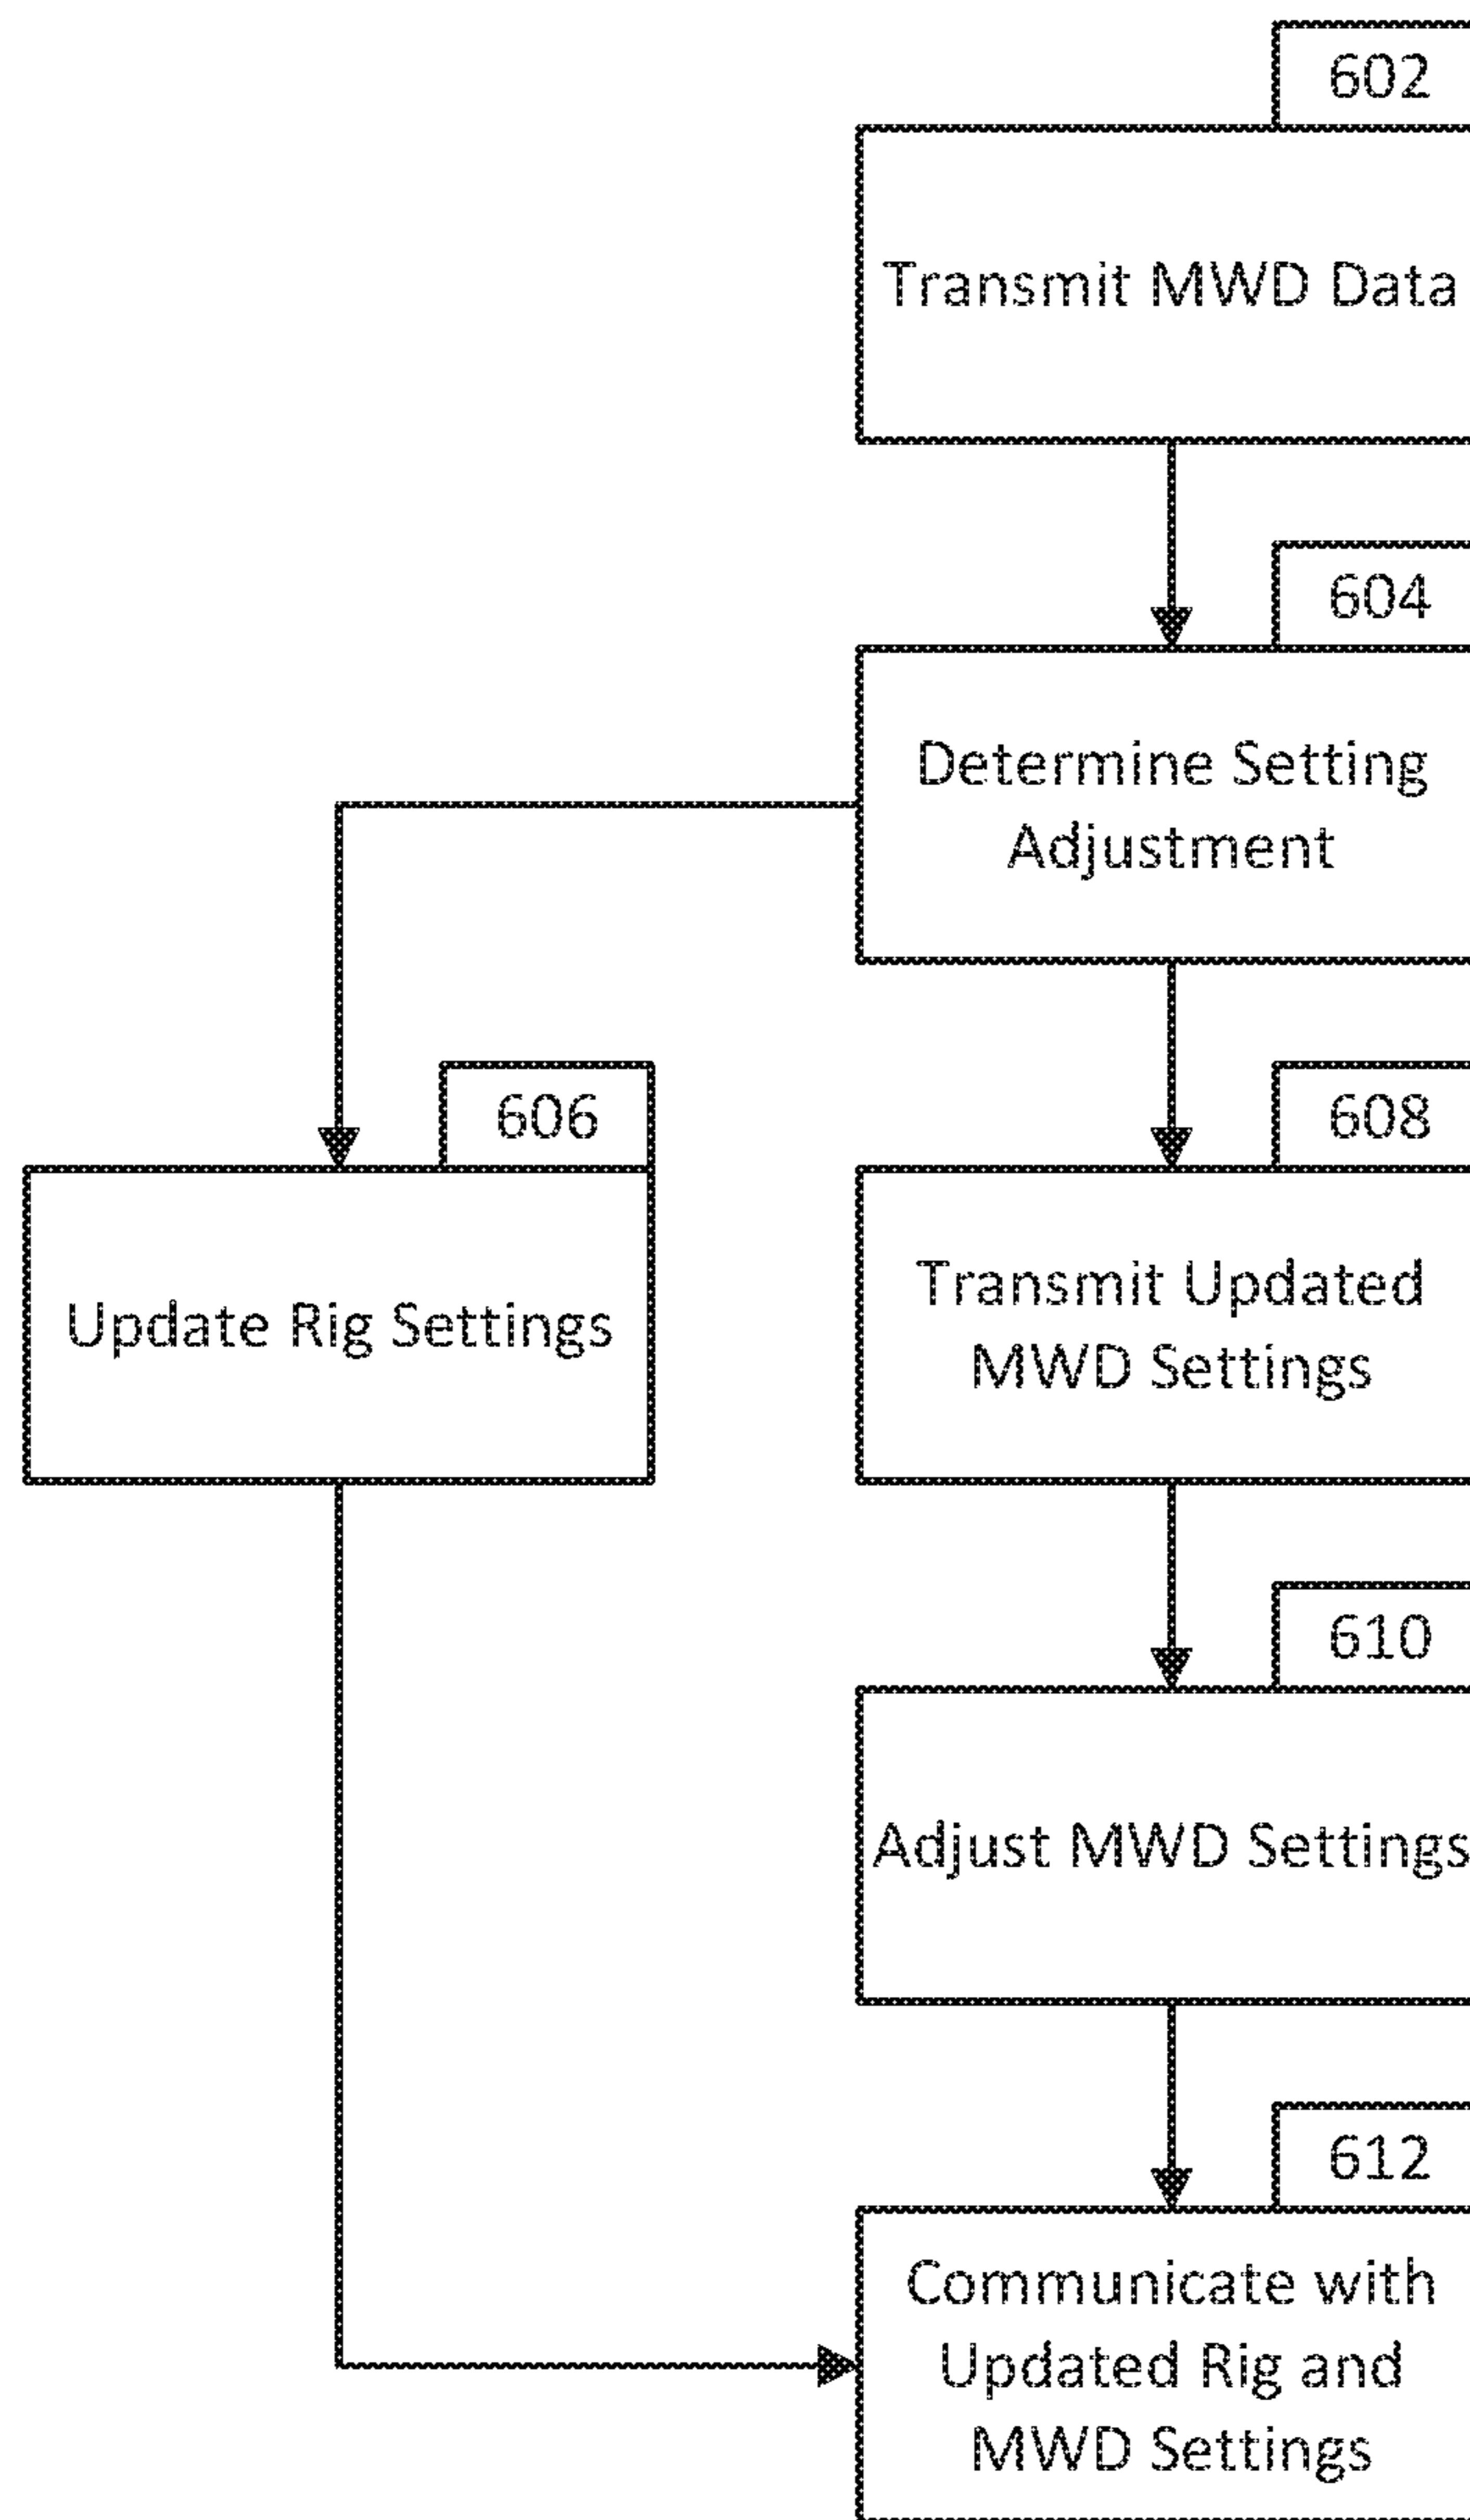 602
Transmit MWD Data
604
Determine Setting
Adjustment
606
Update Rig Settings
608
Transmit Updated
MWD Settings
610
Adjust MWD Settings
612
Communicate with
Updated Rig and
MWD Settings